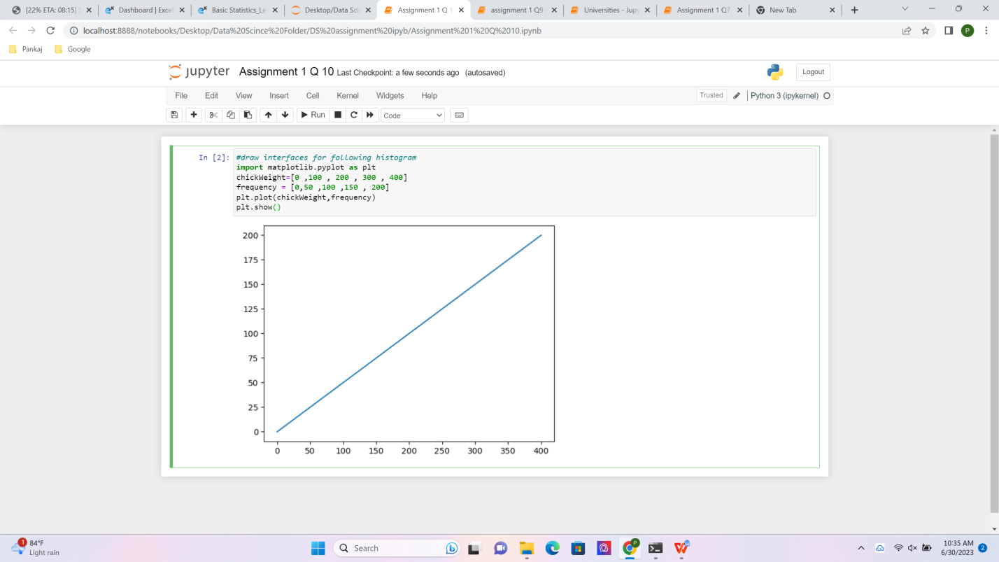 [22% ETA: 08:15] S
Dashboard | Excel
Basic Statistics_Le
Desktop/Data Scin
Assignment 1 Q 1
assignment 1 Q9
Universities - Jupy
Assignment 1 Q7
New Tab
localhost:8888/notebooks/Desktop/Data%20Scince%20Folder/DS%20assignment%20ipyb/Assignment%201%20Q%2010.ipynb
P
Pankaj
Google
jupyter Assignment 1 Q 10 Last Checkpoint: a few seconds ago (autosaved)
Logout
File Edit View Insert Cell Kernel Widgets Help
Trusted
Python 3 (ipykernel)
Run
Code
In [2]:
#draw interfaces for following histogram
import matplotlib.pyplot as plt
chickWeight=[0 ,100 , 200 , 300 , 400]
frequency = [0,50 ,100 ,150 , 200]
plt.plot(chickWeight,frequency)
plt.show()
200
175
150
125
100
75
50
25
0
0 50 100 150 200 250 300 350 400
1
84°F
Light rain
Search
P
10:35 AM
6/30/2023
2